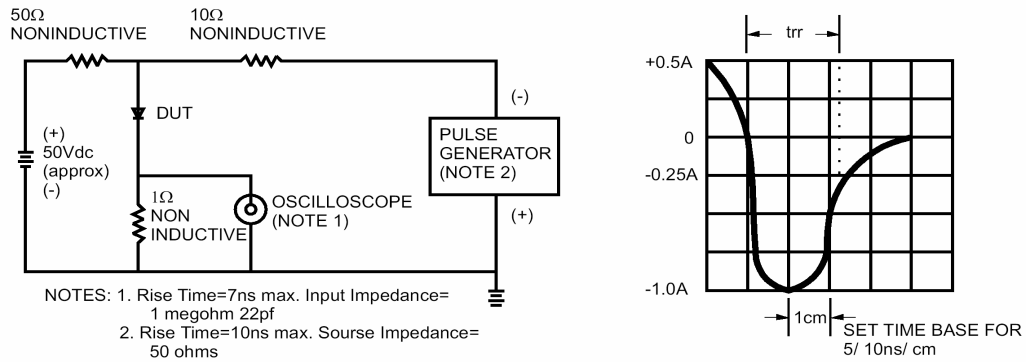 50Ω
NONINDUCTIVE
10Ω
NONINDUCTIVE
(+)
50Vdc
(approx)
(-)
DUT
1Ω
NON
INDUCTIVE
OSCILLOSCOPE
(NOTE 1)
(-)
PULSE
GENERATOR
(NOTE 2)
(+)
NOTES: 1. Rise Time=7ns max. Input Impedance=
1 megohm 22pf
2. Rise Time=10ns max. Sourse Impedance=
50 ohms
trr
+0.5A
0
-0.25A
-1.0A
1cm
SET TIME BASE FOR
5/ 10ns/ cm